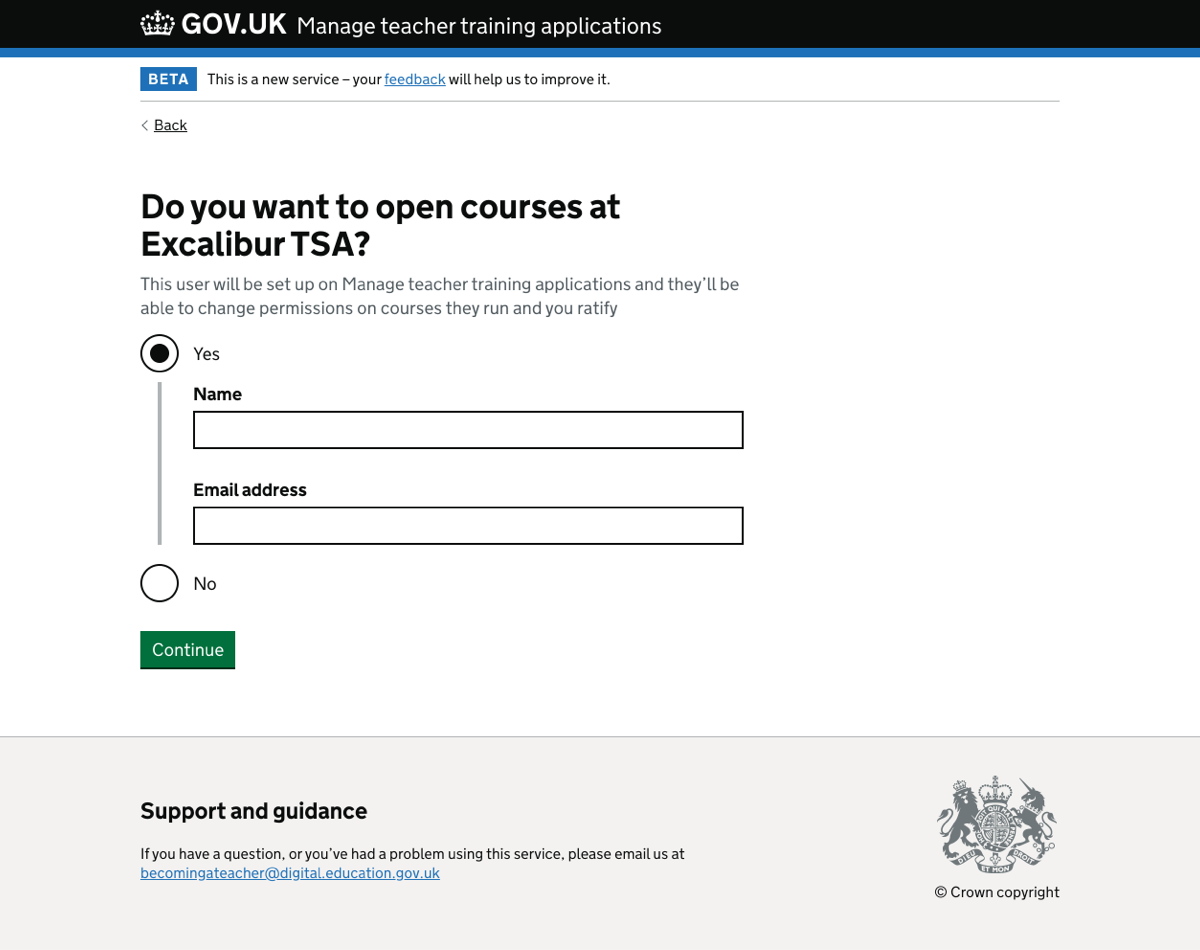 GOV.UK Manage teacher training applications
BETA This is a new service – your feedback will help us to improve it.
Back
Do you want to open courses at
Excalibur TSA?
This user will be set up on Manage teacher training applications and they’ll be
able to change permissions on courses they run and you ratify
Yes
Name
Email address
No
Continue
Support and guidance
If you have a question, or you’ve had a problem using this service, please email us at
becomingateacher@digital.education.gov.uk
DIEU ET MON DROIT
© Crown copyright